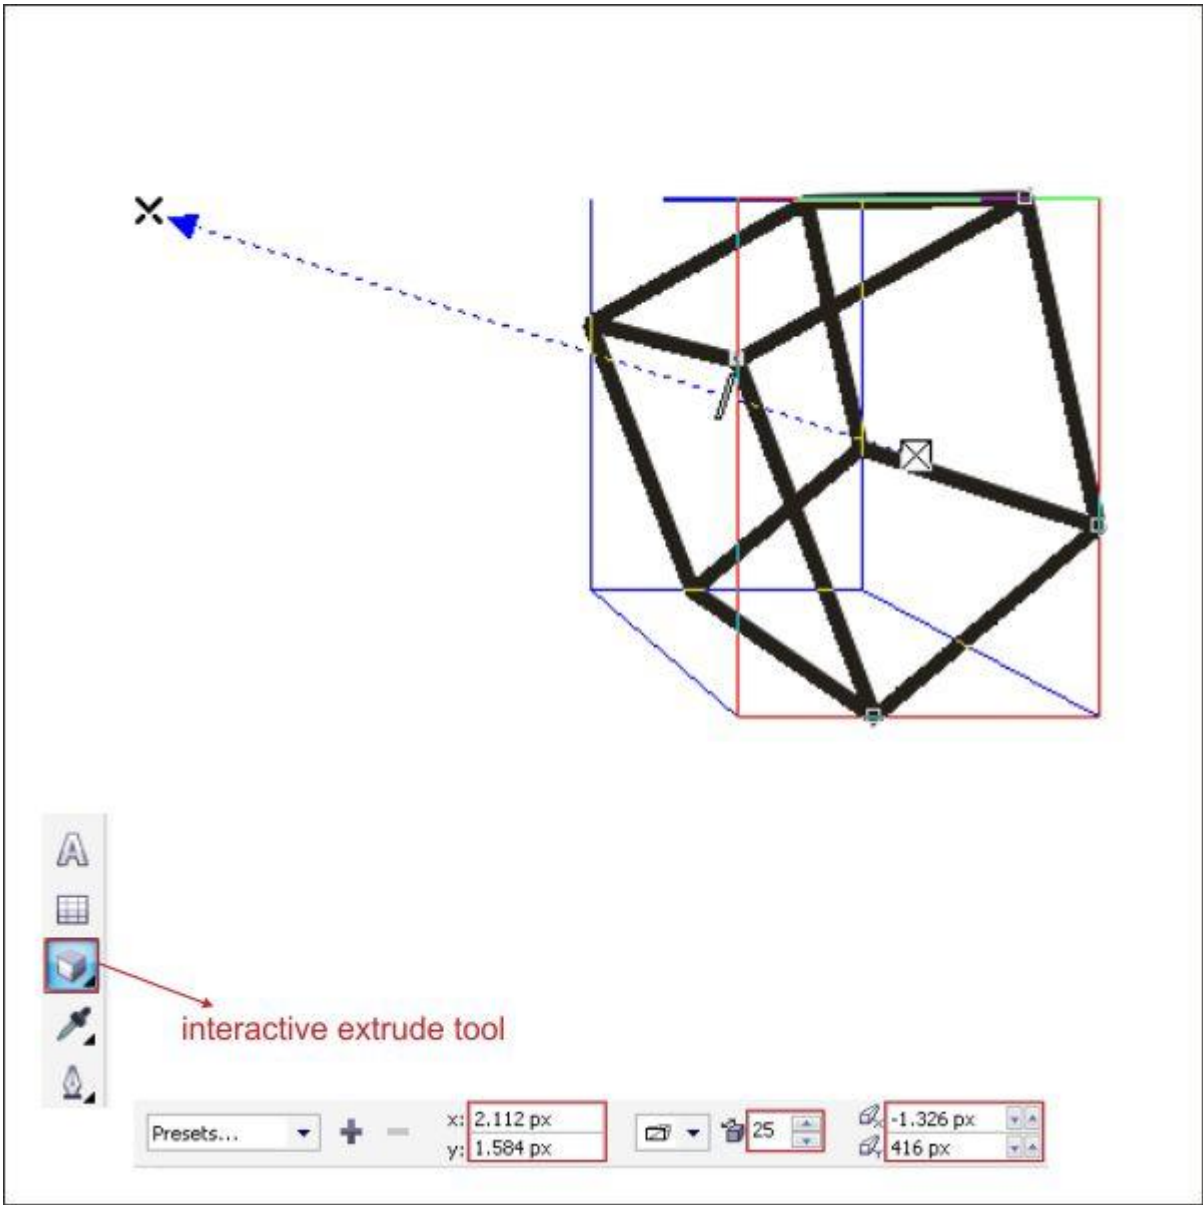 A
interactive extrude tool
Presets...
x: 2.112 px
y: 1.584 px
25
x -1.326 px
Y 416 px